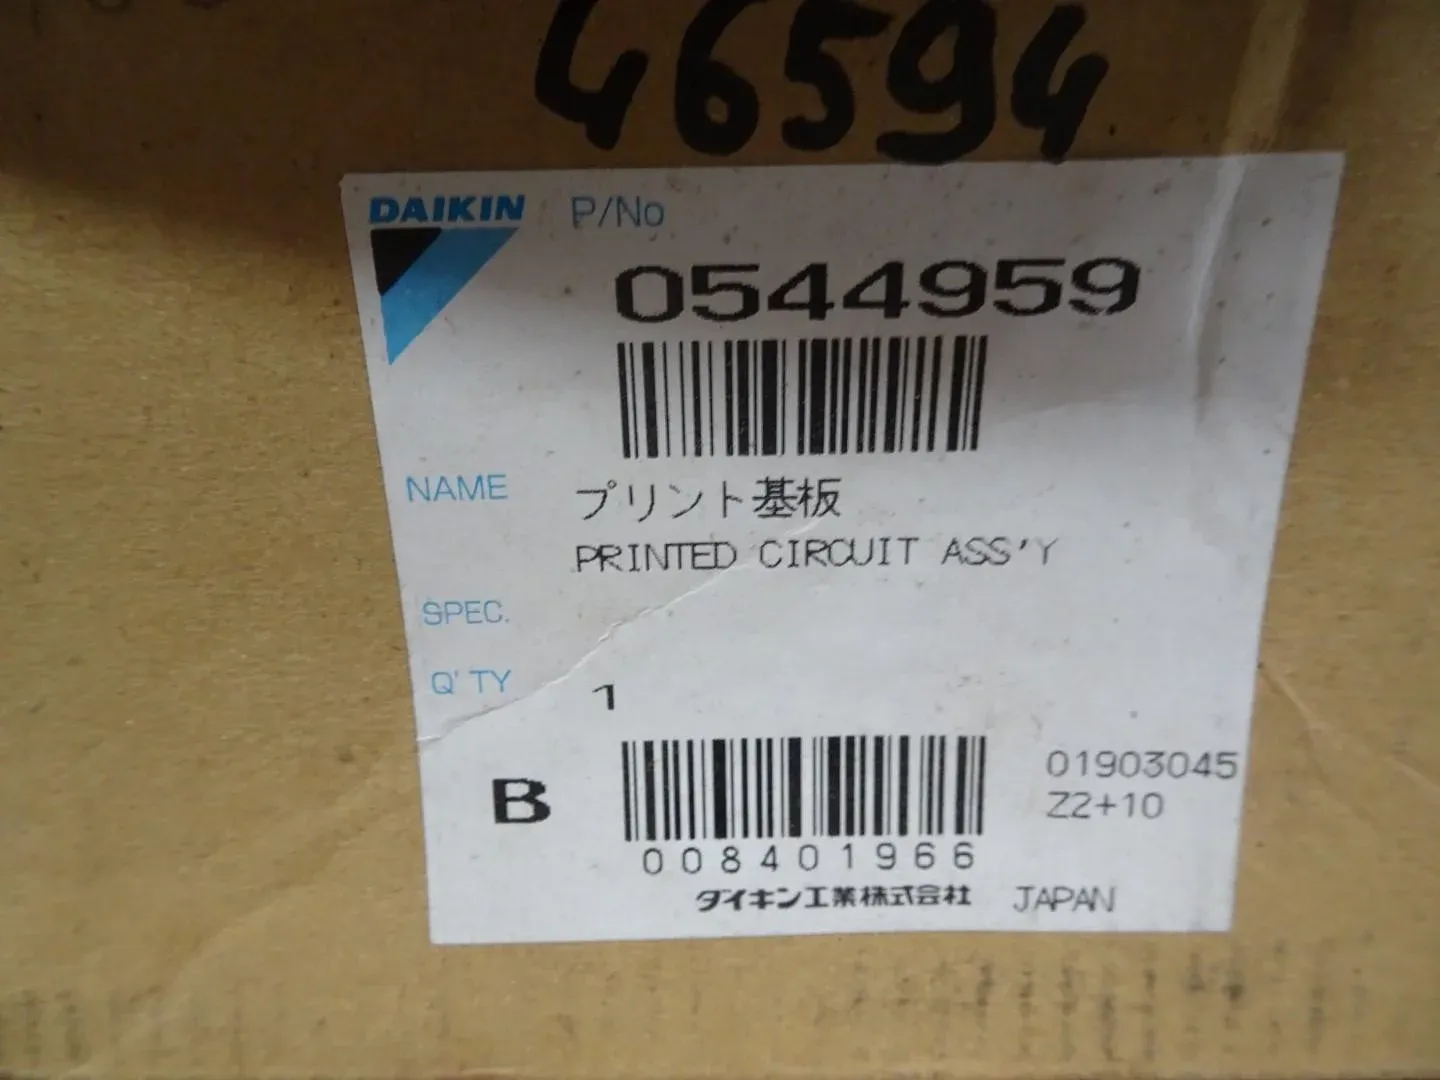 46594
DAIKIN P/No
0544959
NAME プリント基板
PRINTED CIRCUIT ASS'Y
SPEC.
Q'TY 1
B
01903045
Z2+10
008401966
ダイキン工業株式会社 JAPAN